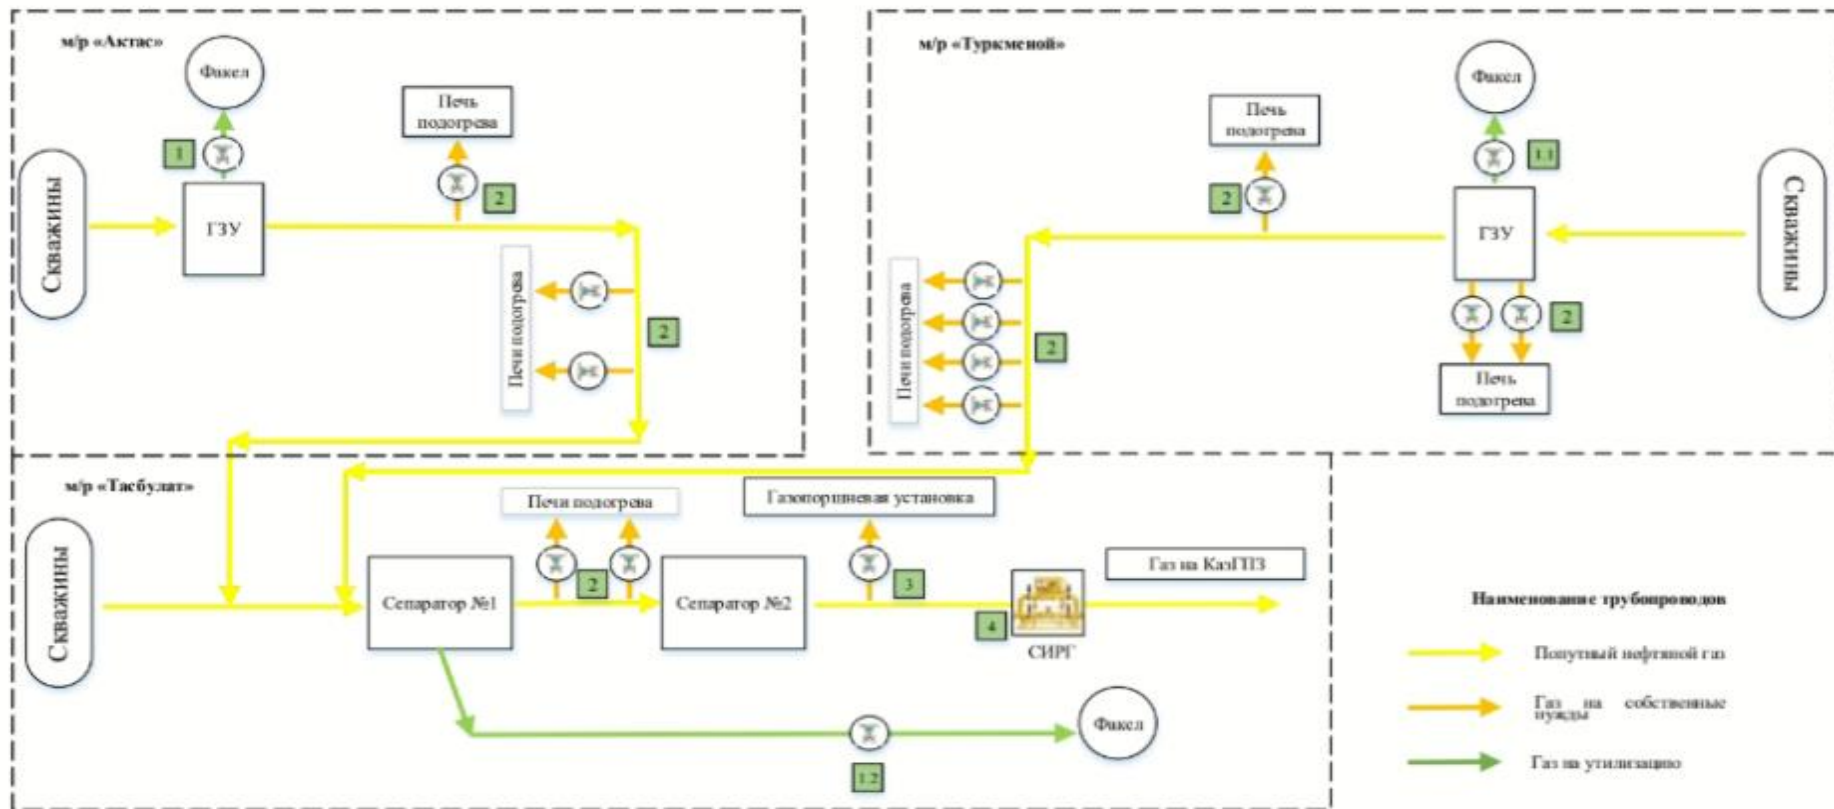 м/р «Актас»
Факел
1
Скважины
ГЗУ
Печь
подогрева
2
Печи подогрева
2
м/р «Туркменой»
Факел
1.1
Печь
подогрева
2
ГЗУ
Скважины
Печи подогрева
2
2
Печь
подогрева
м/р «Тасбулат»
Скважины
Печи подогрева
Газопоршневая установка
Сепаратор №1
2
Сепаратор №2
3
4
СИРГ
Газ на КазГПЗ
Факел
1.2
Наименование трубопроводов
Попутный нефтяной газ
Газ на собственные
нужды
Газ на утилизацию